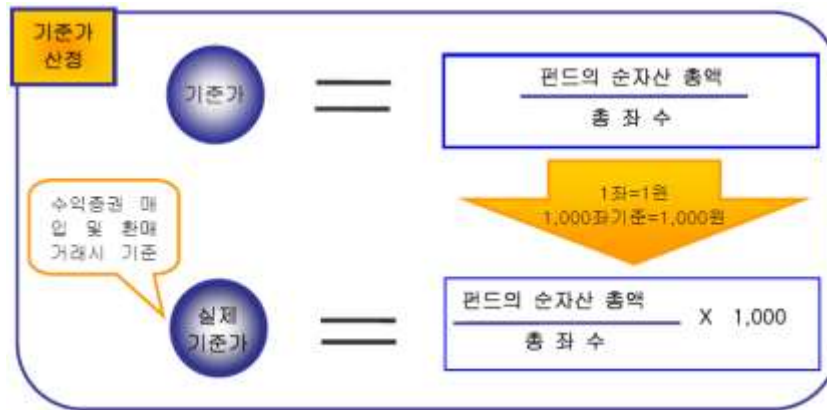 기준가
산정
기준가
펀드의 순자산 총액
총 좌 수
1좌=1원
1,000좌기준=1,000원
수익증권 매
입 및 환매
거래시 기준
실제
기준가
펀드의 순자산 총액
총 좌 수
X 1,000